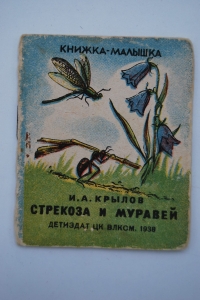 КНИЖКА-МАЛЫШКА
И.А. КРЫЛОВ
СТРЕКОЗА И МУРАВЕЙ
ДЕТИЗДАТ ЦК ВЛКСМ. 1938